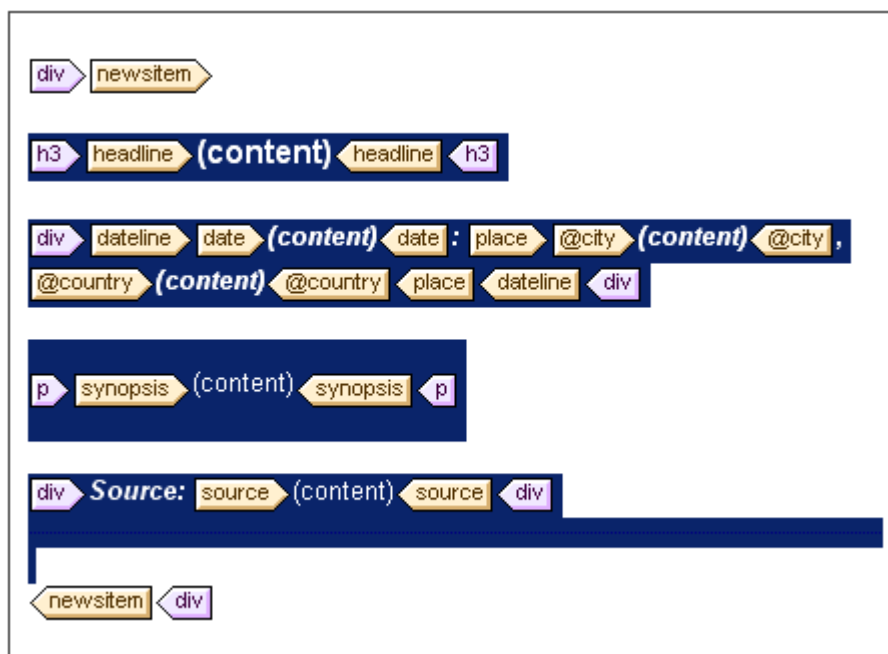 div newsitem
h3 headline (content) headline h3
div dateline date (content) date : place @city (content) @city ,
@country (content) @country place dateline div
p synopsis (content) synopsis p
div Source: source (content) source div
newsitem div